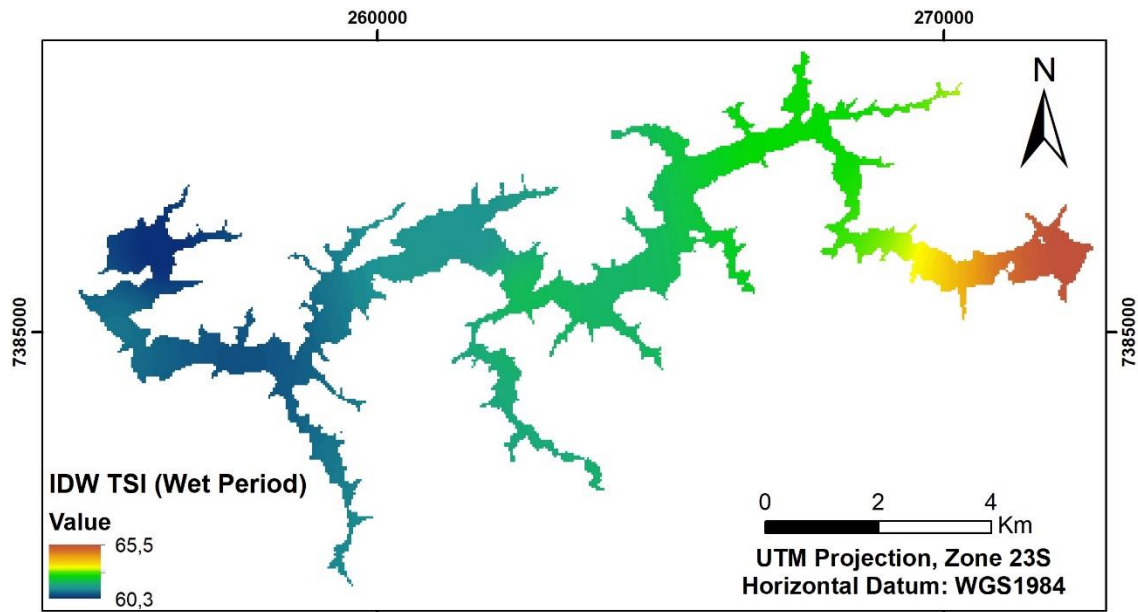 260000 270000
N
7385000 7385000
IDW TSI (Wet Period)
Value
65,5
60,3
0 2 4
Km
UTM Projection, Zone 23S
Horizontal Datum: WGS1984